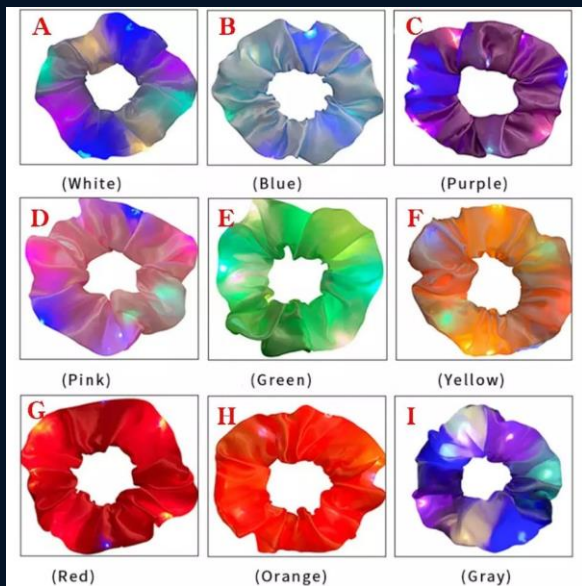 A B C
(White) (Blue) (Purple)
D E F
(Pink) (Green) (Yellow)
G H I
(Red) (Orange) (Gray)